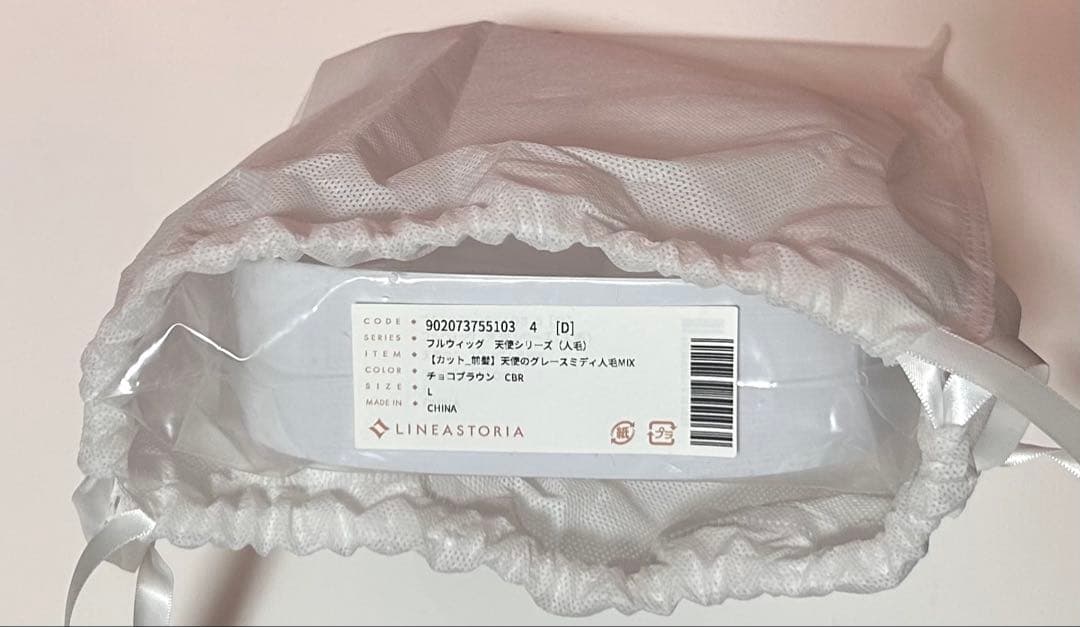 CODE ◆ 902073755103 4 [D]
SERIES ◆ フルウィッグ 天使シリーズ（人毛）
ITEM ◆ 【カット_前髪】天使のグレースミディ人毛MIX
COLOR ◆ チョコブラウン CBR
SIZE ◆ L
MADE IN ◆ CHINA
LINEASTORIA
紙 プラ